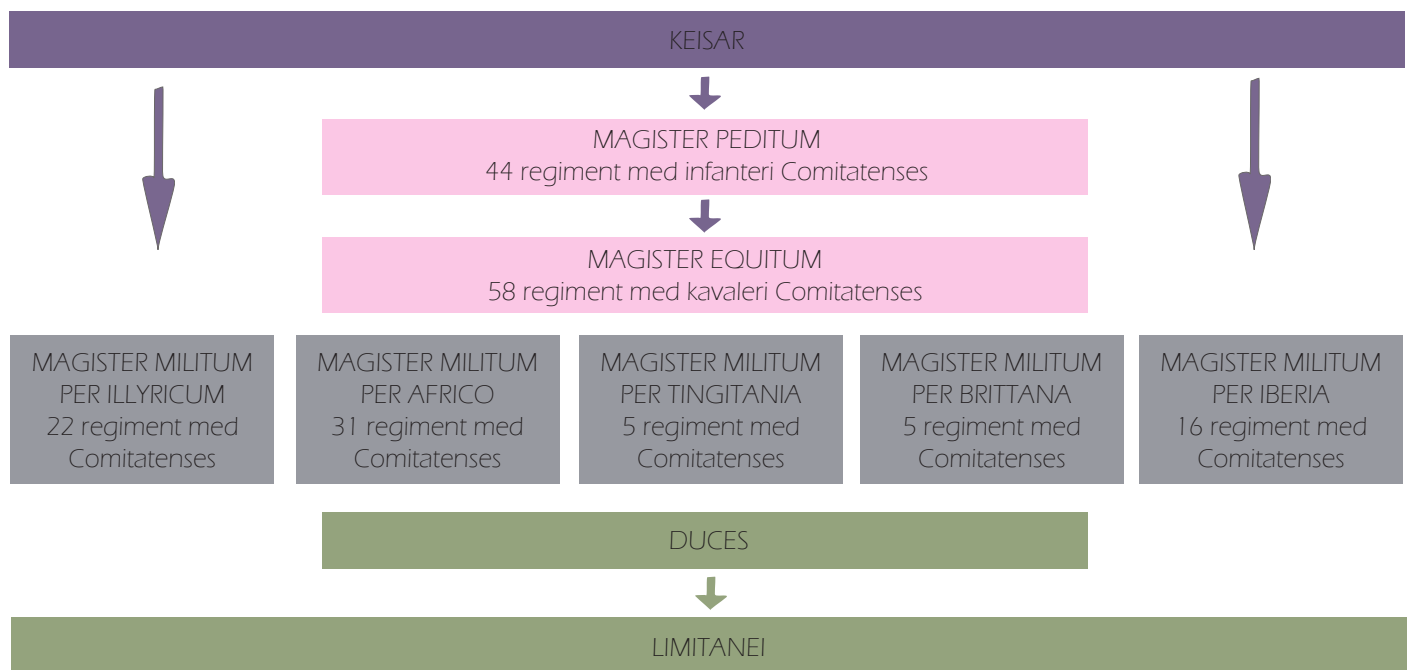 KEISAR
MAGISTER PEDITUM
44 regiment med infanteri Comitatenses
MAGISTER EQUITUM
58 regiment med kavaleri Comitatenses
MAGISTER MILITUM
PER ILLYRICUM
22 regiment med
Comitatenses
MAGISTER MILITUM
PER AFRICO
31 regiment med
Comitatenses
MAGISTER MILITUM
PER TINGITANIA
5 regiment med
Comitatenses
MAGISTER MILITUM
PER BRITTANA
5 regiment med
Comitatenses
MAGISTER MILITUM
PER IBERIA
16 regiment med
Comitatenses
DUCES
LIMITANEI